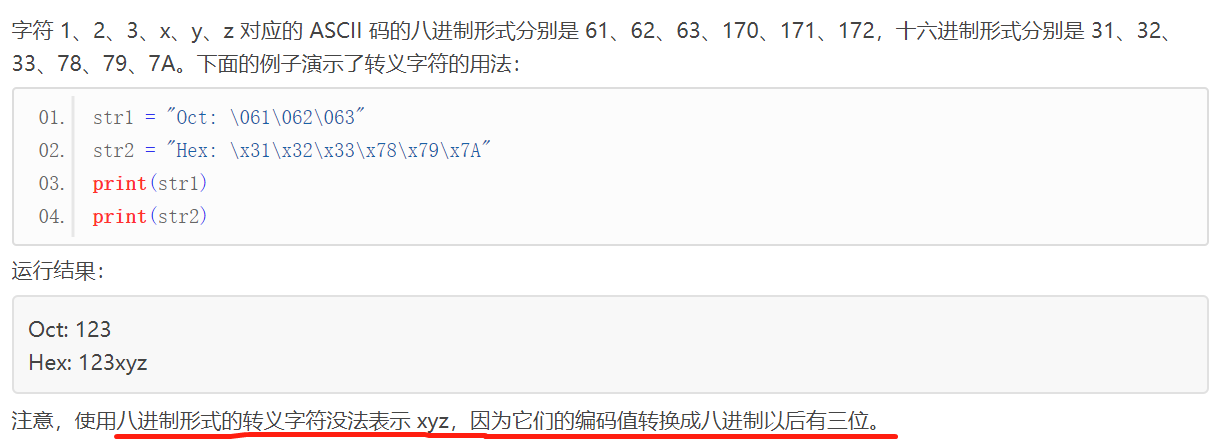 字符 1、2、3、x、y、z 对应的 ASCII 码的八进制形式分别是 61、62、63、170、171、172，十六进制形式分别是 31、32、
33、78、79、7A。下面的例子演示了转义字符的用法：
01. str1 = "Oct: \061\062\063"
02. str2 = "Hex: \x31\x32\x33\x78\x79\x7A"
03. print(str1)
04. print(str2)
运行结果：
Oct: 123
Hex: 123xyz
注意，使用八进制形式的转义字符没法表示 xyz，因为它们的编码值转换成八进制以后有三位。